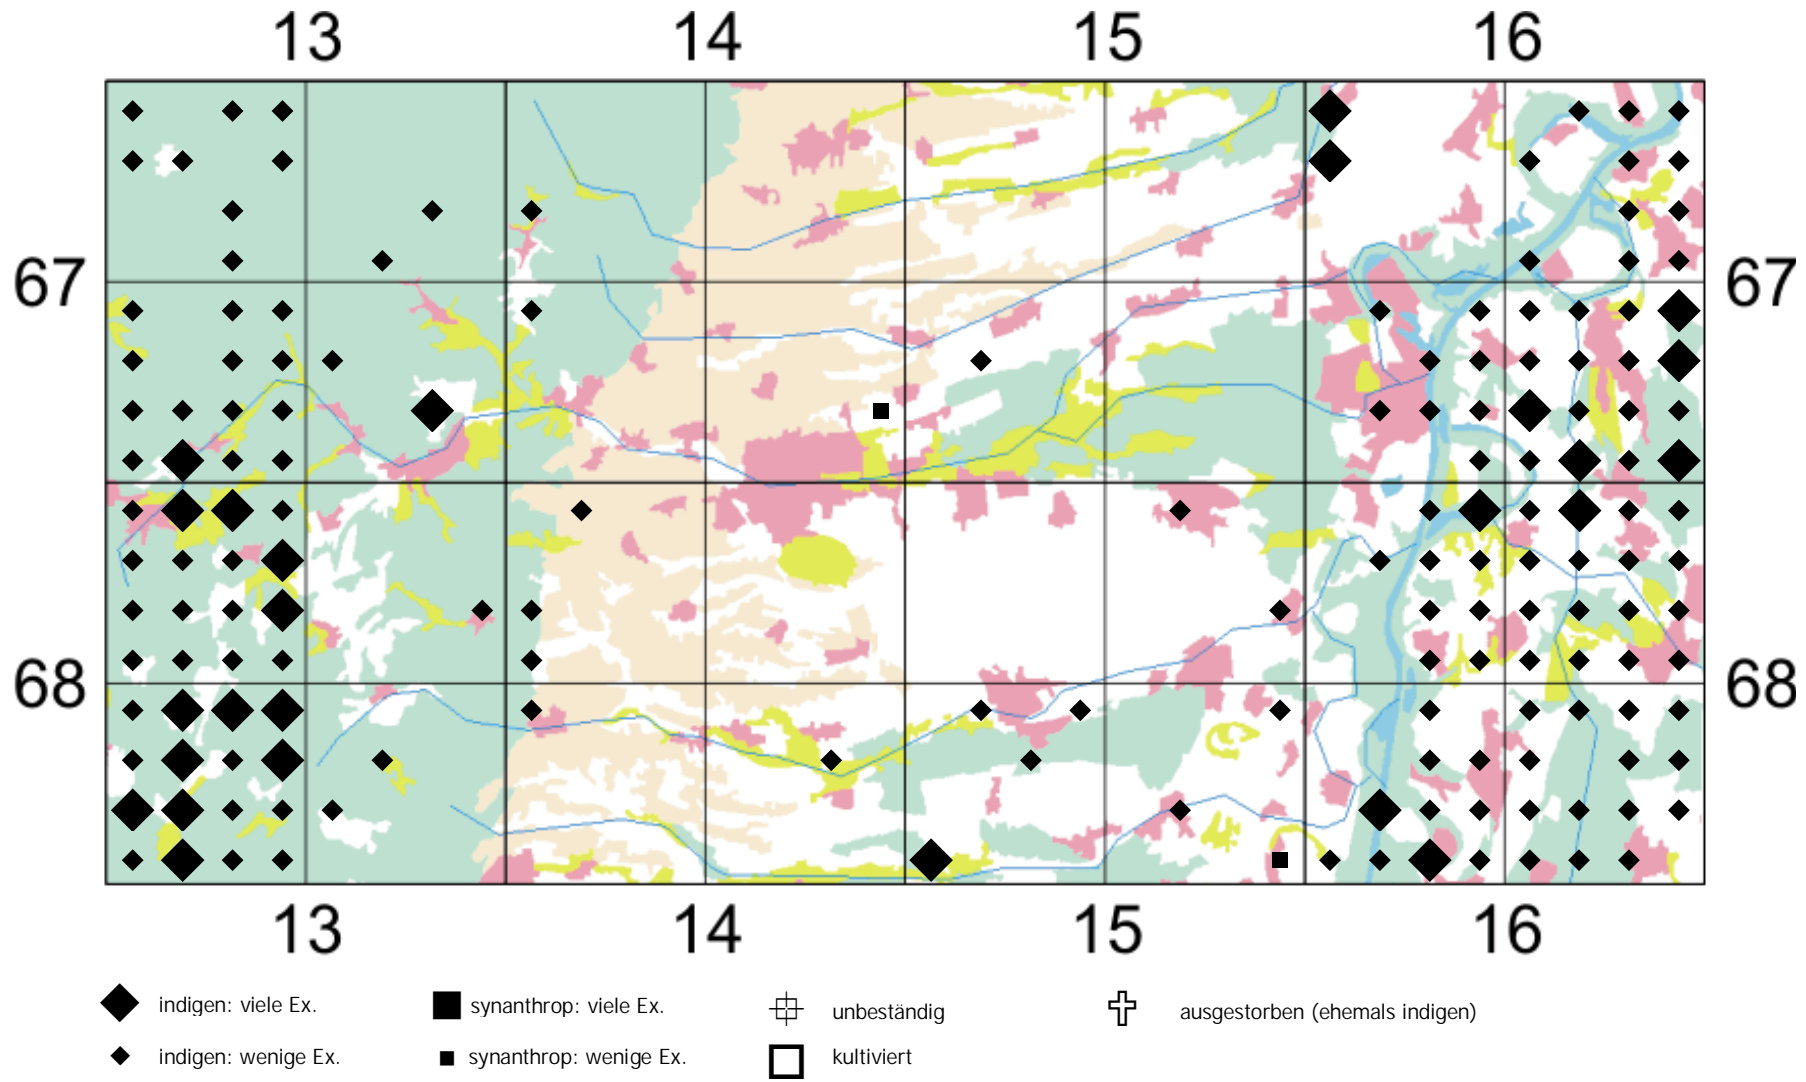 13 14 15 16
67 67
68 68
13 14 15 16
indigen: viele Ex. synanthrop: viele Ex. unbeständig ausgestorben (ehemals indigen)
indigen: wenige Ex. synanthrop: wenige Ex. kultiviert